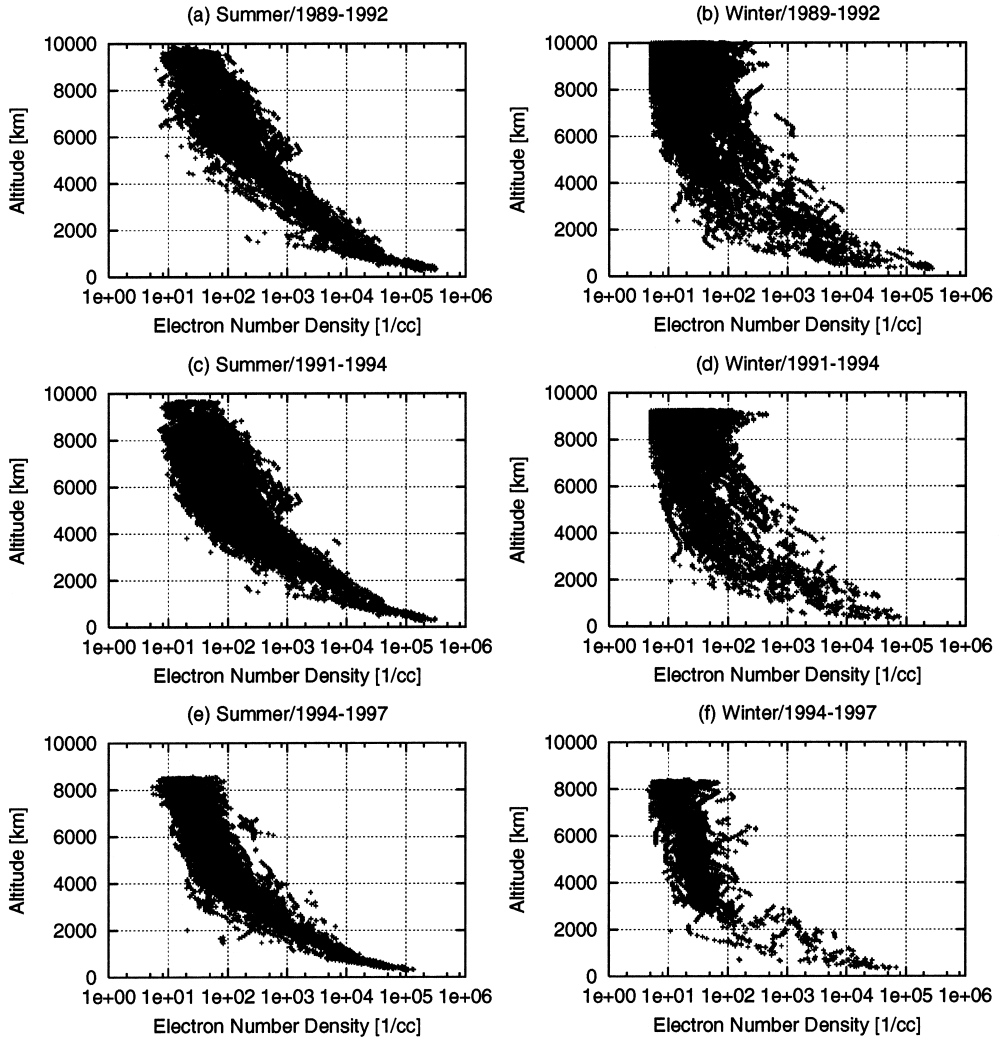 (a) Summer/1989-1992
10000
8000
6000
4000
2000
0
Altitude [km]
1e+00 1e+01 1e+02 1e+03 1e+04 1e+05 1e+06
Electron Number Density [1/cc]
(b) Winter/1989-1992
10000
8000
6000
4000
2000
0
Altitude [km]
1e+00 1e+01 1e+02 1e+03 1e+04 1e+05 1e+06
Electron Number Density [1/cc]
(c) Summer/1991-1994
10000
8000
6000
4000
2000
0
Altitude [km]
1e+00 1e+01 1e+02 1e+03 1e+04 1e+05 1e+06
Electron Number Density [1/cc]
(d) Winter/1991-1994
10000
8000
6000
4000
2000
0
Altitude [km]
1e+00 1e+01 1e+02 1e+03 1e+04 1e+05 1e+06
Electron Number Density [1/cc]
(e) Summer/1994-1997
10000
8000
6000
4000
2000
0
Altitude [km]
1e+00 1e+01 1e+02 1e+03 1e+04 1e+05 1e+06
Electron Number Density [1/cc]
(f) Winter/1994-1997
10000
8000
6000
4000
2000
0
Altitude [km]
1e+00 1e+01 1e+02 1e+03 1e+04 1e+05 1e+06
Electron Number Density [1/cc]